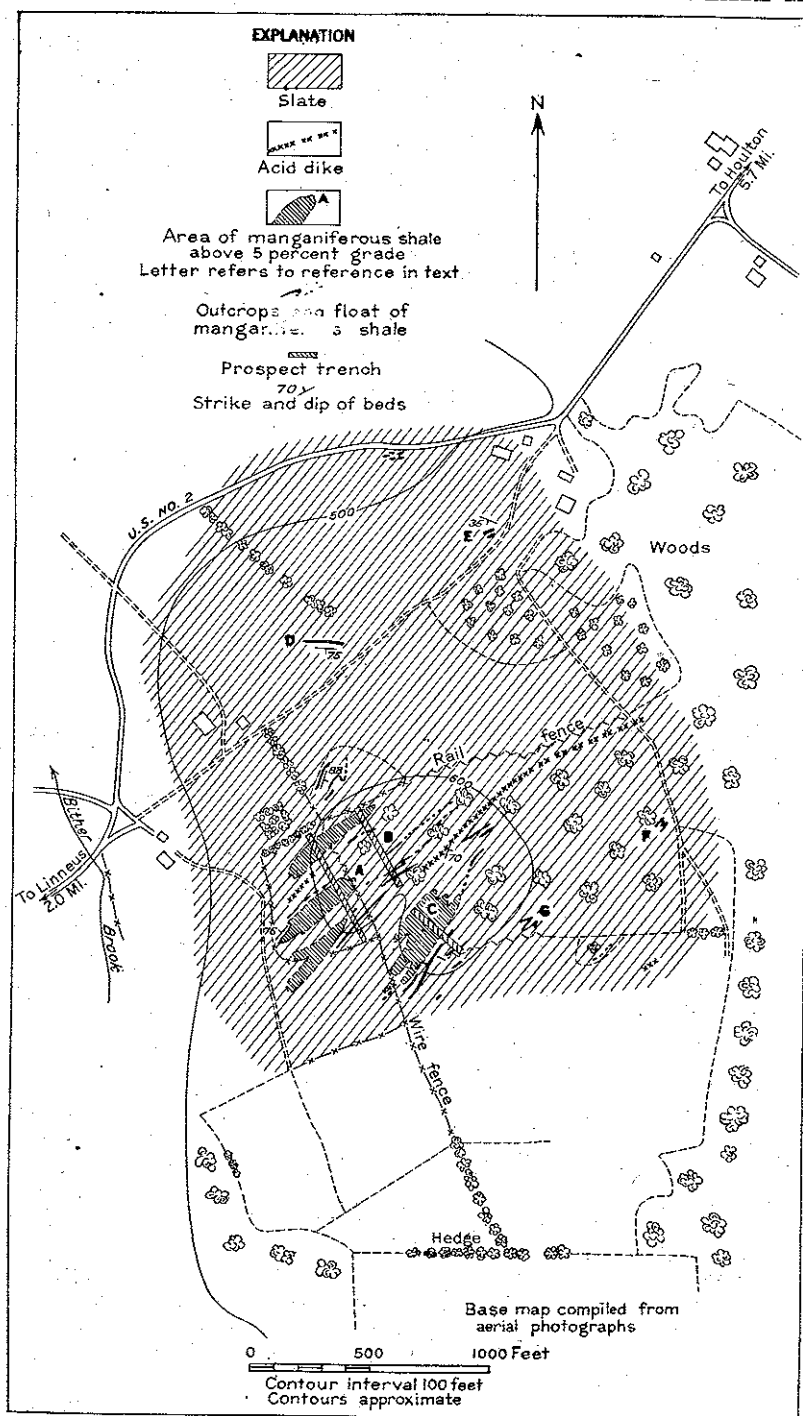 EXPLANATION
Slate
Acid dike
A
Area of manganiferous shale
above 5 percent grade
Letter refers to reference in text
Outcrops and float of
shale
Prospect trench
70
Strike and dip of beds
N
To Houlton
5.7 Mi.
U.S. NO. 2
500
E
35
Woods
D
75
Rail fence
600
88
B
70
A
F
C
G
76
To Linneus
2.0 Mi.
Bither Brook
Wire fence
Hedge
Base map compiled from
aerial photographs
0 500 1000 Feet
Contour interval 100 feet
Contours approximate